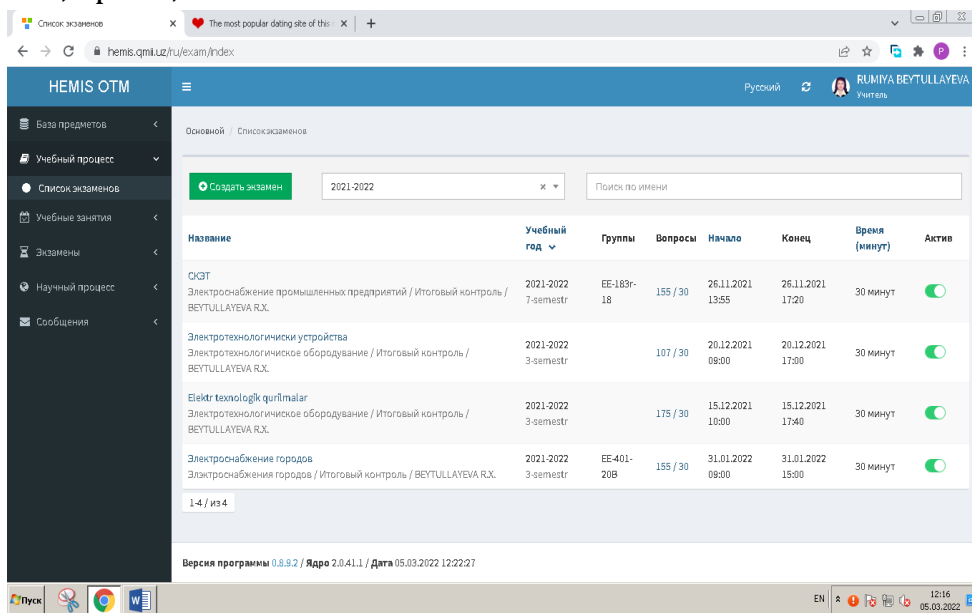 Список экзаменов
The most popular dating site of this
hemis.qmii.uz/ru/exam/index
P
HEMIS OTM
Русский
RUMIYA BEYTULLAYEVA
Учитель
База предметов
Учебный процесс
Список экзаменов
Учебные занятия
Экзамены
Научный процесс
Сообщения
Основной / Список экзаменов
Создать экзамен
2021-2022
Поиск по имени
Название Учебный год Группы Вопросы Начало Конец Время (минут) Актив
СКЭТ
Электроснабжение промышленных предприятий / Итоговый контроль /
BEYTULLAYEVA R.X.
2021-2022
7-semestr
EE-183r-
18
155 / 30
26.11.2021
13:55
26.11.2021
17:20
30 минут
Электротехнологичиски устройства
Электротехнологичиское обородувание / Итоговый контроль /
BEYTULLAYEVA R.X.
2021-2022
3-semestr
107 / 30
20.12.2021
09:00
20.12.2021
17:00
30 минут
Elektr texnologik qurilmalar
Электротехнологичиское обородувание / Итоговый контроль /
BEYTULLAYEVA R.X.
2021-2022
3-semestr
175 / 30
15.12.2021
10:00
15.12.2021
17:40
30 минут
Электроснабжение городов
Элэктроснабжения городов / Итоговый контроль / BEYTULLAYEVA R.X.
2021-2022
3-semestr
EE-401-
20B
155 / 30
31.01.2022
09:00
31.01.2022
15:00
30 минут
1-4 / из 4
Версия программы 0.8.9.2 / Ядро 2.0.41.1 / Дата 05.03.2022 12:22:27
Пуск
EN
12:16
05.03.2022